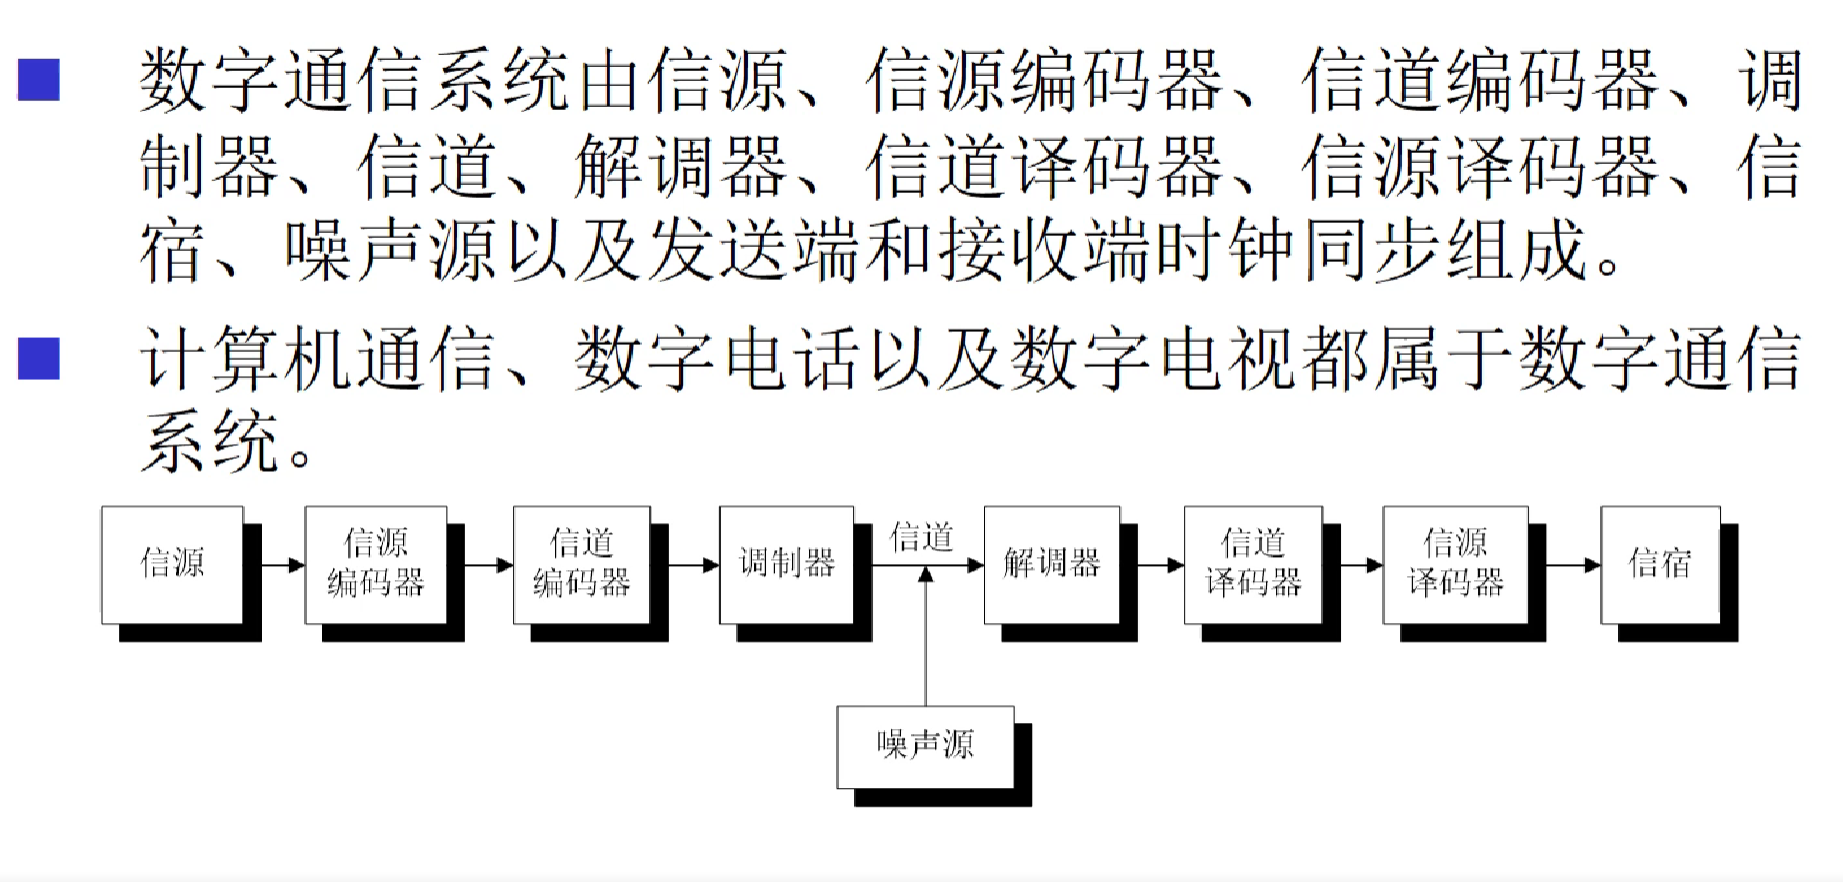 数字通信系统由信源、信源编码器、信道编码器、调
制器、信道、解调器、信道译码器、信源译码器、信
宿、噪声源以及发送端和接收端时钟同步组成。
计算机通信、数字电话以及数字电视都属于数字通信
系统。
信源
信源
编码器
信道
编码器
调制器
信道
解调器
信道
译码器
信源
译码器
信宿
噪声源